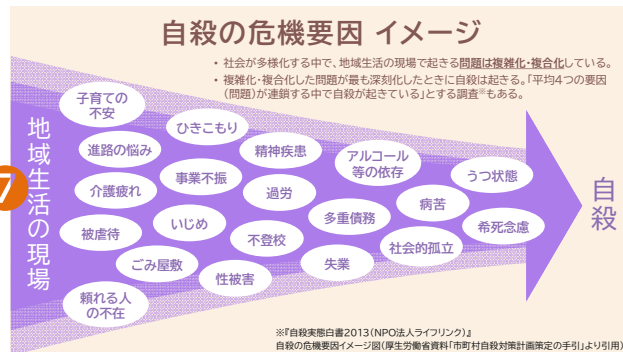 自殺の危機要因 イメージ
・ 社会が多様化する中で、地域生活の現場で起きる問題は複雑化・複合化している。
・ 複雑化・複合化した問題が最も深刻化したときに自殺は起きる。「平均4つの要因
（問題）が連鎖する中で自殺が起きている」とする調査※もある。
7
地域生活の現場
子育ての
不安
ひきこもり
進路の悩み
精神疾患
アルコール
等の依存
うつ状態
介護疲れ
事業不振
過労
病苦
多重債務
被虐待
いじめ
不登校
社会的孤立
希死念慮
ごみ屋敷
性被害
失業
頼れる人
の不在
自殺
※『自殺実態白書2013（NPO法人ライフリンク）』
自殺の危機要因イメージ図（厚生労働省資料「市町村自殺対策計画策定の手引」より引用）